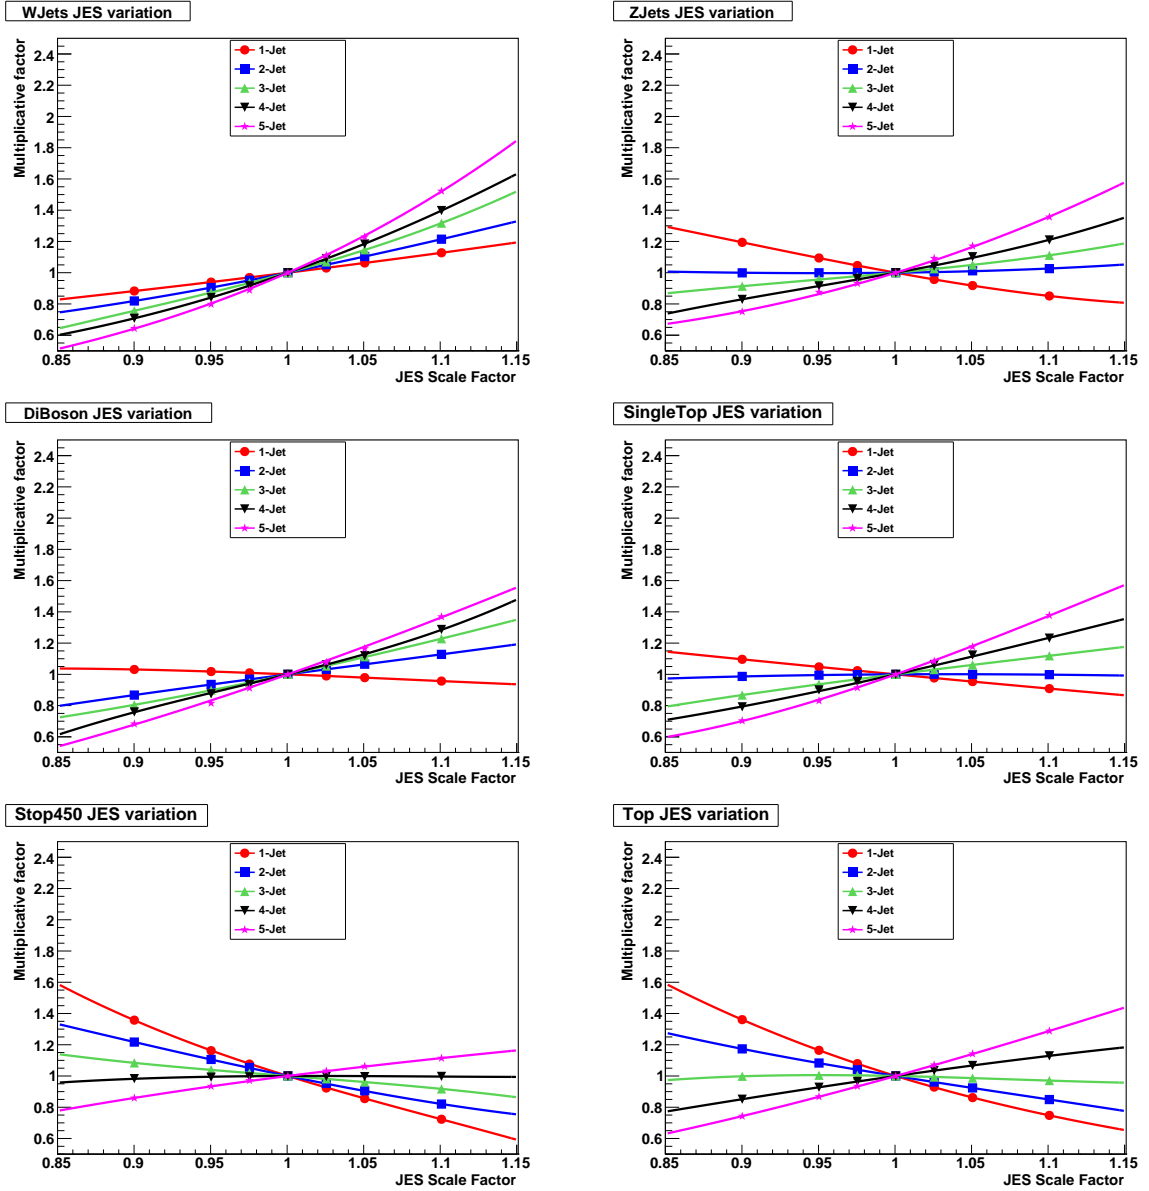 WJets JES variation
Multiplicative factor
2.4
2.2
2
1.8
1.6
1.4
1.2
1
0.8
0.6
1-Jet
2-Jet
3-Jet
4-Jet
5-Jet
0.85 0.9 0.95 1 1.05 1.1 1.15
JES Scale Factor
ZJets JES variation
Multiplicative factor
2.4
2.2
2
1.8
1.6
1.4
1.2
1
0.8
0.6
1-Jet
2-Jet
3-Jet
4-Jet
5-Jet
0.85 0.9 0.95 1 1.05 1.1 1.15
JES Scale Factor
DiBoson JES variation
Multiplicative factor
2.4
2.2
2
1.8
1.6
1.4
1.2
1
0.8
0.6
1-Jet
2-Jet
3-Jet
4-Jet
5-Jet
0.85 0.9 0.95 1 1.05 1.1 1.15
JES Scale Factor
SingleTop JES variation
Multiplicative factor
2.4
2.2
2
1.8
1.6
1.4
1.2
1
0.8
0.6
1-Jet
2-Jet
3-Jet
4-Jet
5-Jet
0.85 0.9 0.95 1 1.05 1.1 1.15
JES Scale Factor
Stop450 JES variation
Multiplicative factor
2.4
2.2
2
1.8
1.6
1.4
1.2
1
0.8
0.6
1-Jet
2-Jet
3-Jet
4-Jet
5-Jet
0.85 0.9 0.95 1 1.05 1.1 1.15
JES Scale Factor
Top JES variation
Multiplicative factor
2.4
2.2
2
1.8
1.6
1.4
1.2
1
0.8
0.6
1-Jet
2-Jet
3-Jet
4-Jet
5-Jet
0.85 0.9 0.95 1 1.05 1.1 1.15
JES Scale Factor